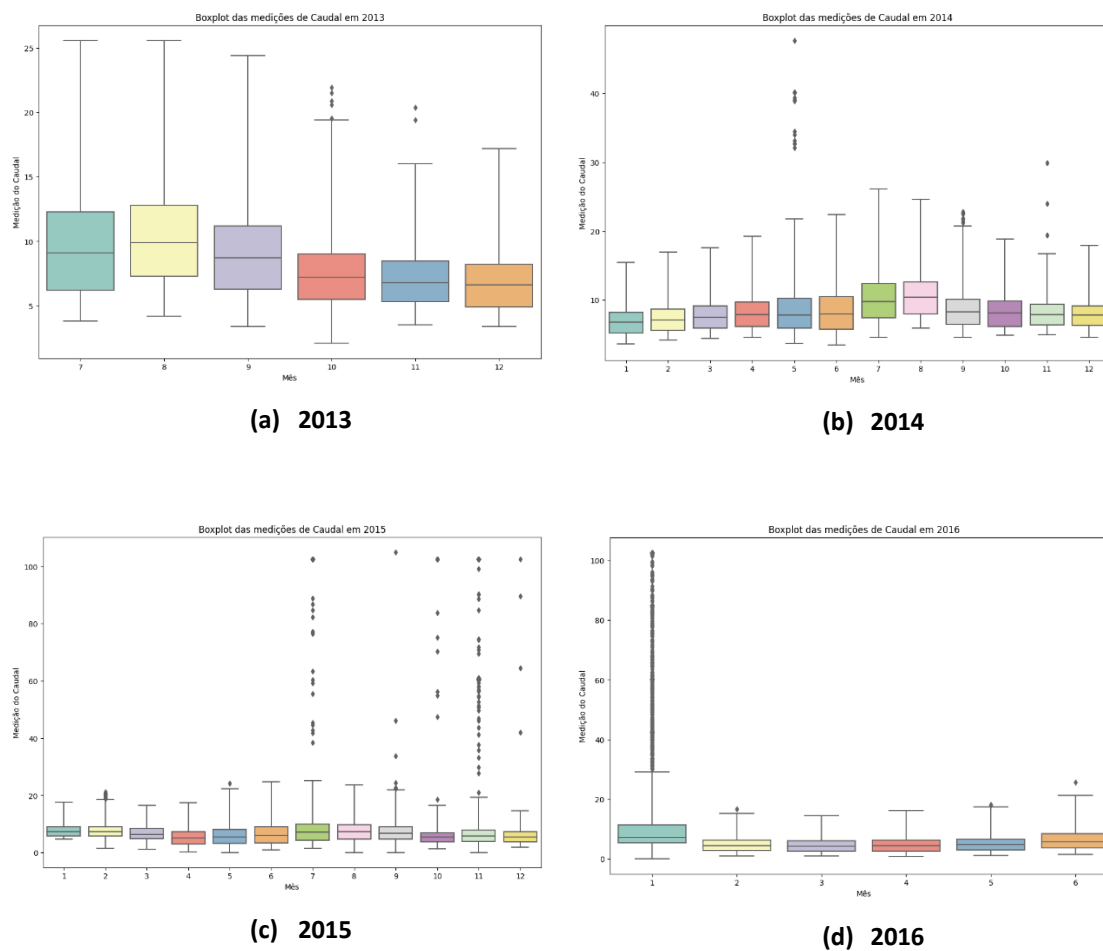 Boxplot das medições de Caudal em 2013
25
20
15
10
5
Medição do Caudal
7 8 9 10 11 12
Mês
(a) 2013
Boxplot das medições de Caudal em 2014
40
30
20
10
Medição do Caudal
1 2 3 4 5 6 7 8 9 10 11 12
Mês
(b) 2014
Boxplot das medições de Caudal em 2015
100
80
60
40
20
0
Medição do Caudal
1 2 3 4 5 6 7 8 9 10 11 12
Mês
(c) 2015
Boxplot das medições de Caudal em 2016
100
80
60
40
20
0
Medição do Caudal
1 2 3 4 5 6
Mês
(d) 2016